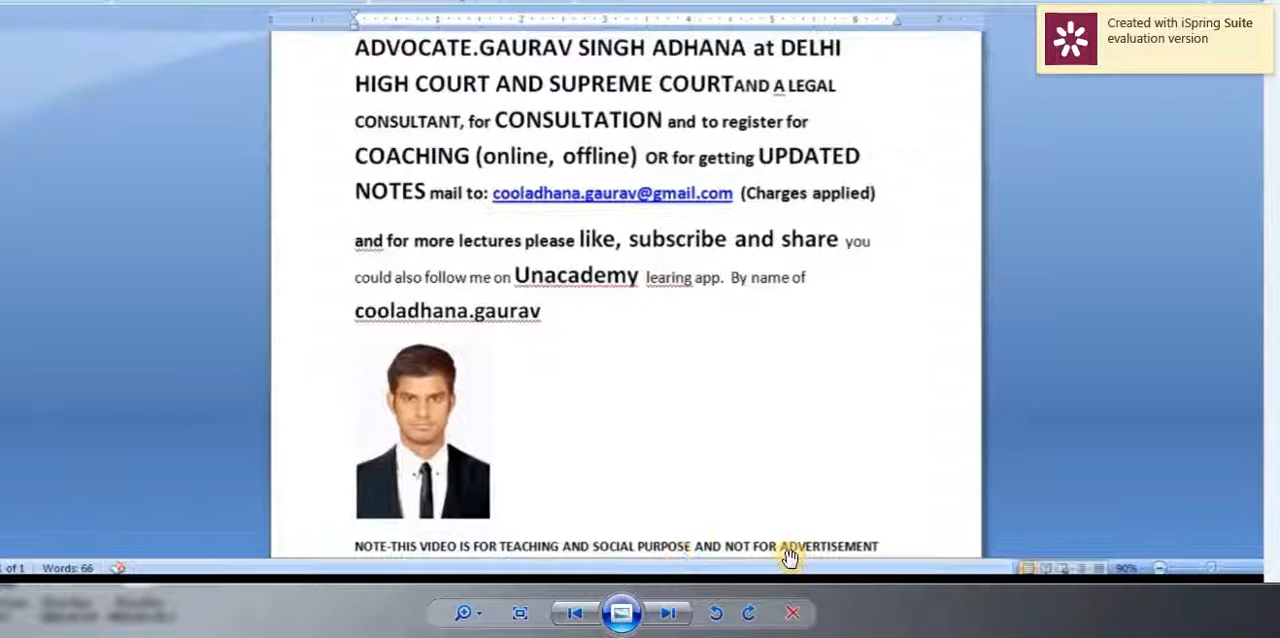 Created with iSpring Suite
evaluation version
ADVOCATE.GAURAV SINGH ADHANA at DELHI
HIGH COURT AND SUPREME COURTAND A LEGAL
CONSULTANT, for CONSULTATION and to register for
COACHING (online, offline) OR for getting UPDATED
NOTES mail to: cooladhana.gaurav@gmail.com (Charges applied)
and for more lectures please like, subscribe and share you
could also follow me on Unacademy learing app. By name of
cooladhana.gaurav
NOTE-THIS VIDEO IS FOR TEACHING AND SOCIAL PURPOSE AND NOT FOR ADVERTISEMENT
of 1 Words: 66 90%